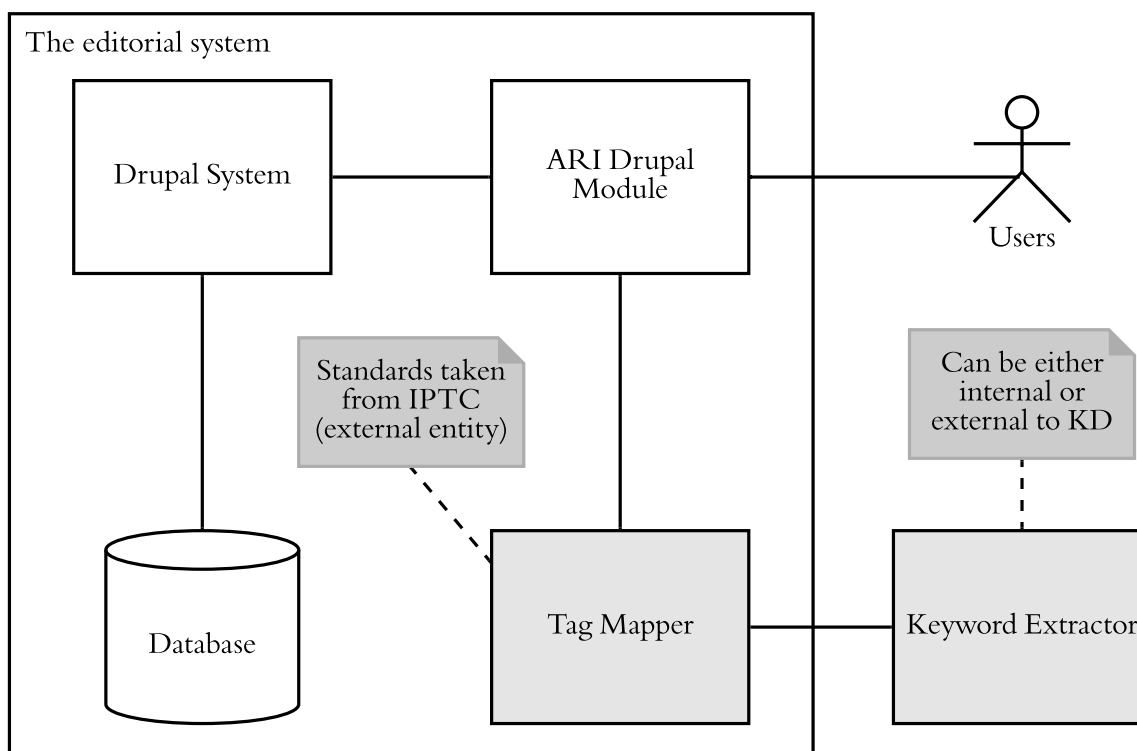 The editorial system
Drupal System
ARI Drupal
Module
Users
Standards taken
from IPTC
(external entity)
Can be either
internal or
external to KD
Database
Tag Mapper
Keyword Extractor